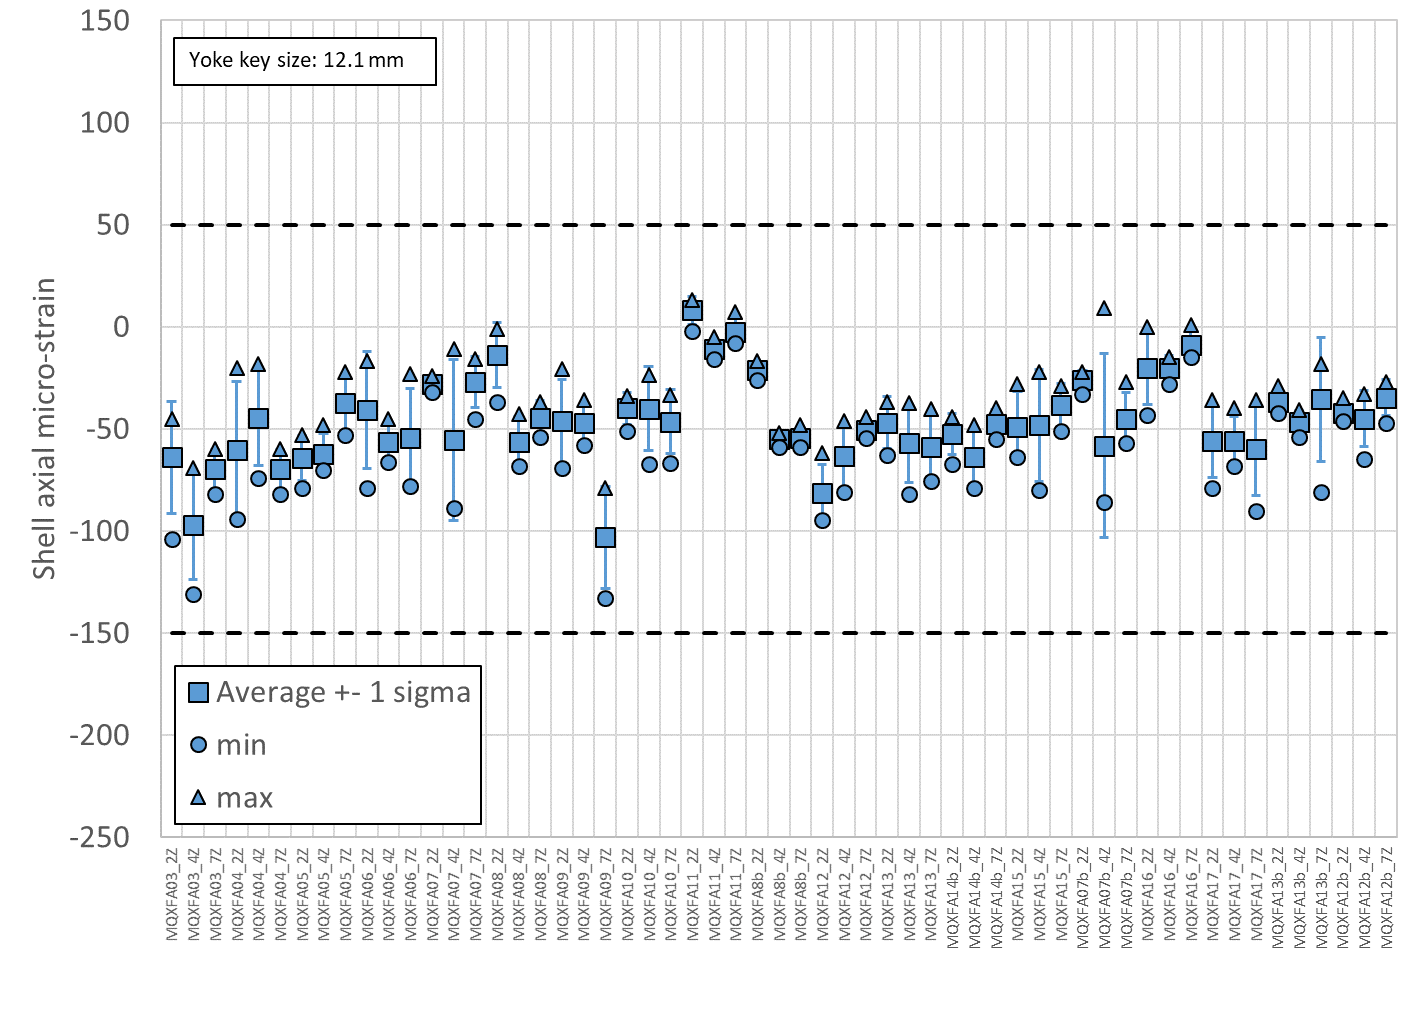 150
100
50
0
-50
-100
-150
-200
-250
Shell axial micro-strain
Yoke key size: 12.1 mm
Average +- 1 sigma
min
max
MQXFA03_2Z
MQXFA03_4Z
MQXFA03_7Z
MQXFA04_2Z
MQXFA04_4Z
MQXFA04_7Z
MQXFA05_2Z
MQXFA05_4Z
MQXFA05_7Z
MQXFA06_2Z
MQXFA06_4Z
MQXFA06_7Z
MQXFA07_2Z
MQXFA07_4Z
MQXFA07_7Z
MQXFA08_2Z
MQXFA08_4Z
MQXFA08_7Z
MQXFA09_2Z
MQXFA09_4Z
MQXFA09_7Z
MQXFA10_2Z
MQXFA10_4Z
MQXFA10_7Z
MQXFA11_2Z
MQXFA11_4Z
MQXFA11_7Z
MQXFA8b_2Z
MQXFA8b_4Z
MQXFA8b_7Z
MQXFA12_2Z
MQXFA12_4Z
MQXFA12_7Z
MQXFA13_2Z
MQXFA13_4Z
MQXFA13_7Z
MQXFA14b_2Z
MQXFA14b_4Z
MQXFA14b_7Z
MQXFA15_2Z
MQXFA15_4Z
MQXFA15_7Z
MQXFA07b_2Z
MQXFA07b_4Z
MQXFA07b_7Z
MQXFA16_2Z
MQXFA16_4Z
MQXFA16_7Z
MQXFA17_2Z
MQXFA17_4Z
MQXFA17_7Z
MQXFA13b_2Z
MQXFA13b_4Z
MQXFA13b_7Z
MQXFA12b_2Z
MQXFA12b_4Z
MQXFA12b_7Z